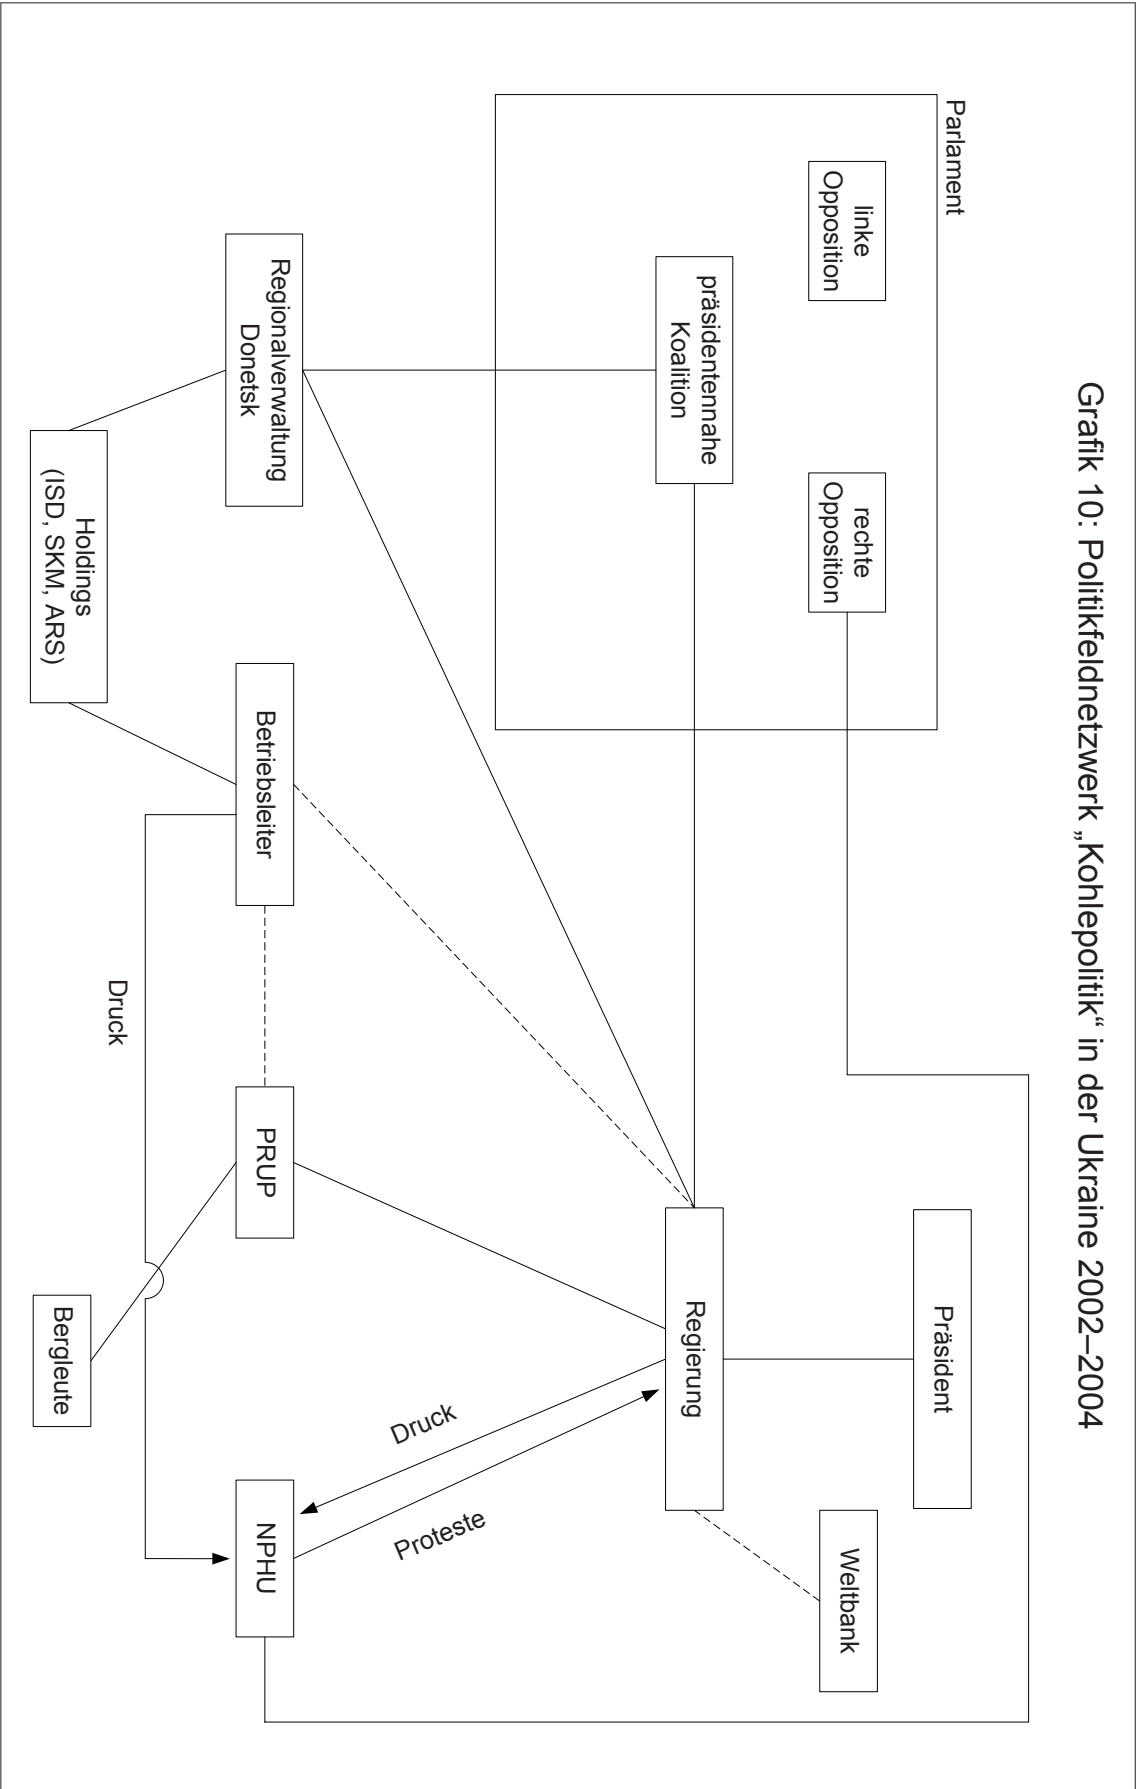 Grafik 10: Politikfeldnetzwerk „Kohlepolitik“ in der Ukraine 2002–2004
Parlament
linke
Opposition
rechte
Opposition
präsidentennahe
Koalition
Präsident
Weltbank
Regierung
Druck
Proteste
Regionalverwaltung
Donetsk
Betriebsleiter
PRUP
NPHU
Druck
Holdings
(ISD, SKM, ARS)
Bergleute